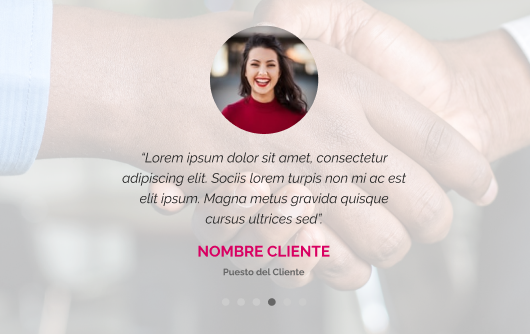 “Lorem ipsum dolor sit amet, consectetur
adipiscing elit. Sociis lorem turpis non mi ac est
elit ipsum. Magna metus gravida quisque
cursus ultrices sed”.
NOMBRE CLIENTE
Puesto del Cliente